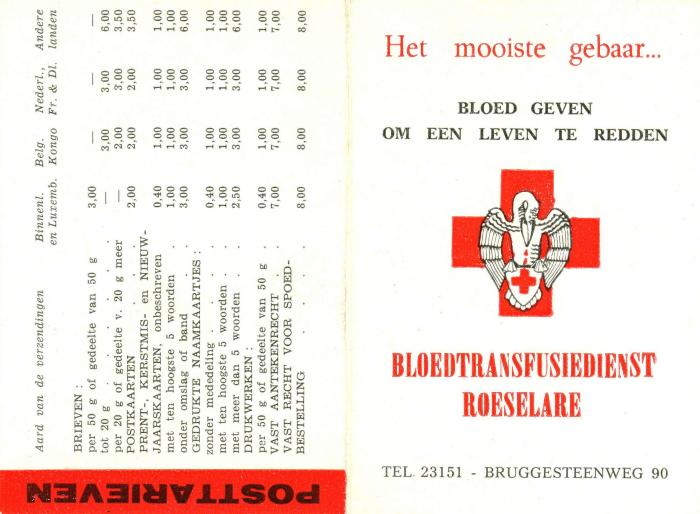 POSTTARIEVEN
Aard van de verzendingen Binnenl. en Luxemb. Belg. Kongo Nederl., Fr. & Dl. Andere landen
BRIEVEN :
per 50 g of gedeelte van 50 g 3,00 — — —
tot 20 g . . . . . — 3,00 3,00 6,00
per 20 g of gedeelte v. 20 g meer — 2,00 3,00 3,50
POSTKAARTEN . . . . 2,00 2,00 2,00 3,50
PRENT-, KERSTMIS- en NIEUW-
JAARSKAARTEN, onbeschreven 0,40 1,00 1,00 1,00
met ten hoogste 5 woorden . 1,00 1,00 1,00 1,00
onder omslag of band . . 3,00 3,00 3,00 6,00
GEDRUKTE NAAMKAARTJES :
zonder mededeling . . . 0,40 1,00 1,00 1,00
met ten hoogste 5 woorden . 1,00 1,00 1,00 1,00
met meer dan 5 woorden . . 2,50 3,00 3,00 6,00
DRUKWERKEN :
per 50 g of gedeelte van 50 g . 0,40 1,00 1,00 1,00
VAST AANTEKENRECHT . . 7,00 7,00 7,00 7,00
VAST RECHT VOOR SPOED-
BESTELLING . . . . 8,00 8,00 8,00 8,00
Het mooiste gebaar...
BLOED GEVEN
OM EEN LEVEN TE REDDEN
BLOEDTRANSFUSIEDIENST
ROESELARE
TEL. 23151 - BRUGGESTEENWEG 90